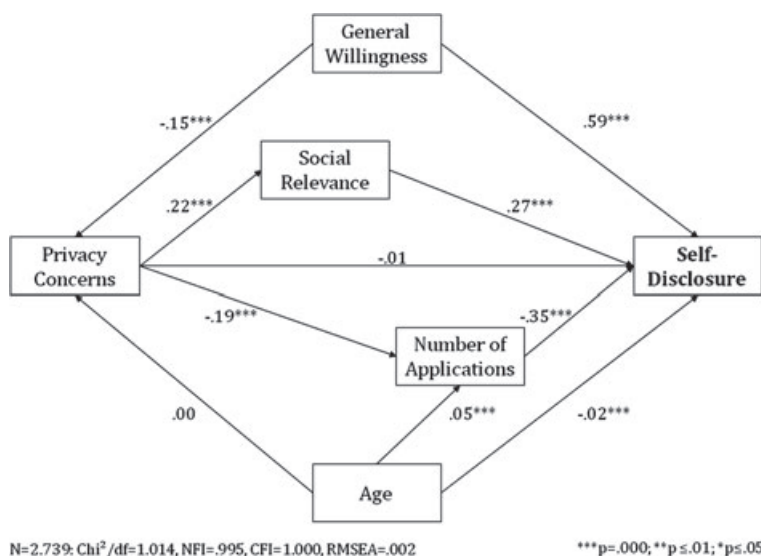 General
Willingness
-.15***
.59***
Social
Relevance
.22***
.27***
Privacy
Concerns
-.01
Self-
Disclosure
-.19***
-.35***
Number of
Applications
.00
.05***
-.02***
Age
N=2.739; Chi²/df=1.014, NFI=.995, CFI=1.000, RMSEA=.002
***p=.000; **p ≤.01; *p≤.05